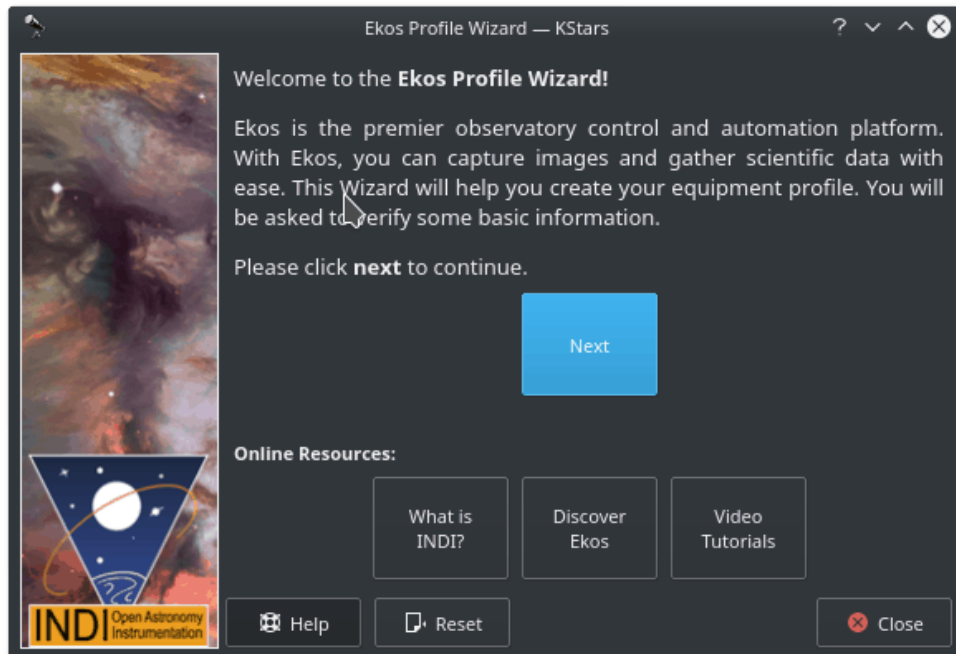 Ekos Profile Wizard — KStars
Welcome to the Ekos Profile Wizard!
Ekos is the premier observatory control and automation platform.
With Ekos, you can capture images and gather scientific data with
ease. This Wizard will help you create your equipment profile. You will
be asked to verify some basic information.
Please click next to continue.
Next
Online Resources:
What is
INDI?
Discover
Ekos
Video
Tutorials
INDI
Open Astronomy
Instrumentation
Help
Reset
Close